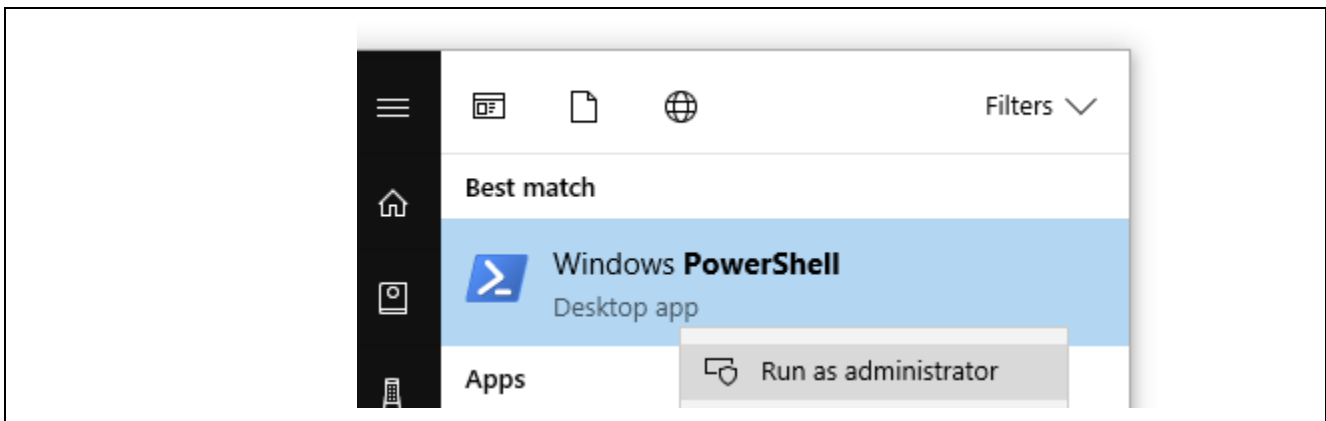 Filters
Best match
Windows PowerShell
Desktop app
Apps
Run as administrator